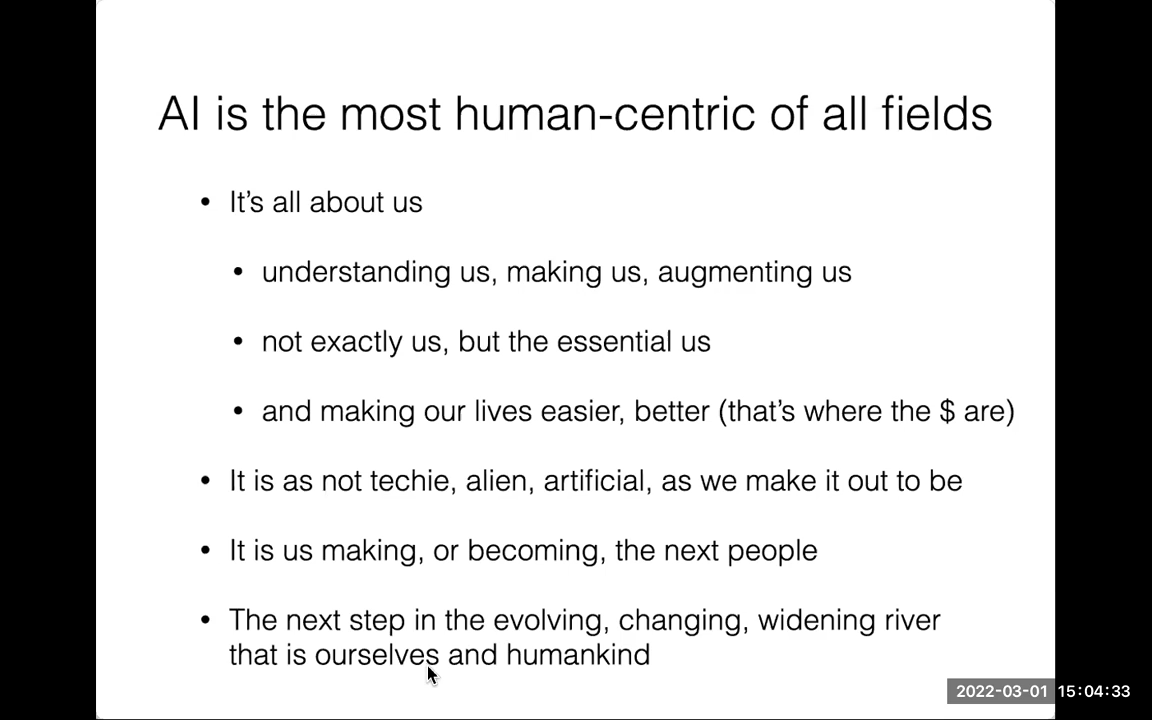 AI is the most human-centric of all fields
• It's all about us
• understanding us, making us, augmenting us
• not exactly us, but the essential us
• and making our lives easier, better (that's where the $ are)
• It is as not techie, alien, artificial, as we make it out to be
• It is us making, or becoming, the next people
• The next step in the evolving, changing, widening river
that is ourselves and humankind
2022-03-01 15:04:33